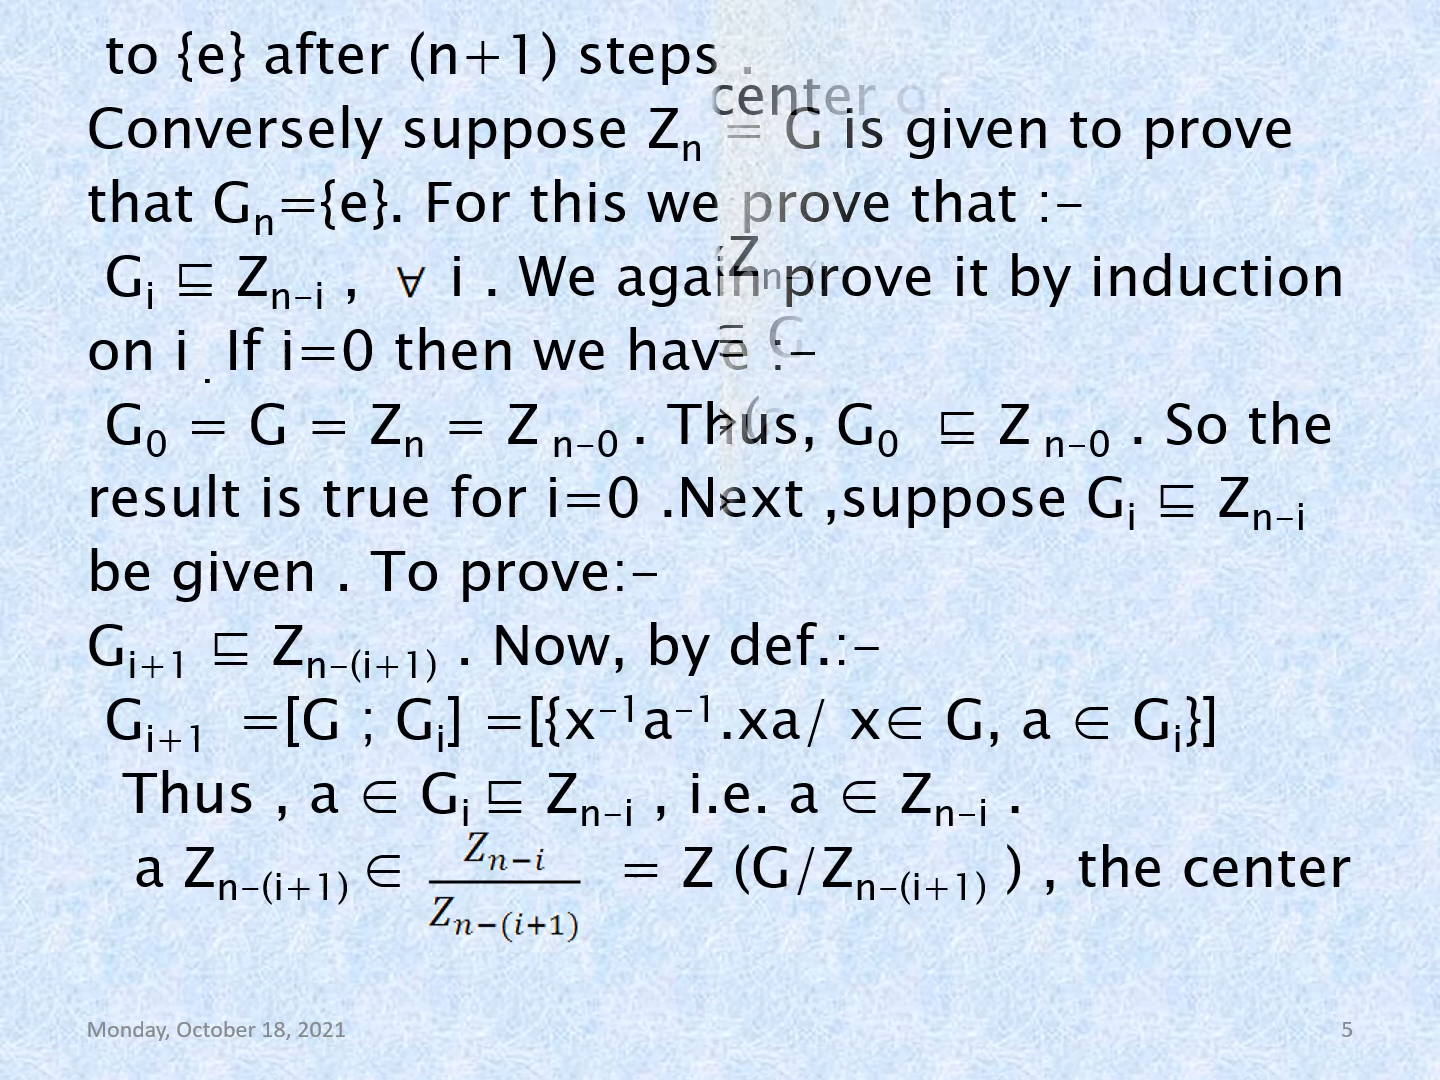 to {e} after (n+1) steps .
Conversely suppose Zn = G is given to prove
that Gn={e}. For this we prove that :-
Gi ⊑ Zn-i , ∀ i . We again prove it by induction
on i . If i=0 then we have :-
G0 = G = Zn = Z n-0 . Thus, G0 ⊑ Z n-0 . So the
result is true for i=0 .Next ,suppose Gi ⊑ Zn-i
be given . To prove:-
Gi+1 ⊑ Zn-(i+1) . Now, by def.:-
Gi+1 =[G ; Gi] =[{x⁻¹a⁻¹.xa/ x∈ G, a ∈ Gi}]
Thus , a ∈ Gi ⊑ Zn-i , i.e. a ∈ Zn-i .
a Zn-(i+1) ∈ Zn-i / Zn-(i+1) = Z (G/Zn-(i+1) ) , the center
center of
Monday, October 18, 2021
5